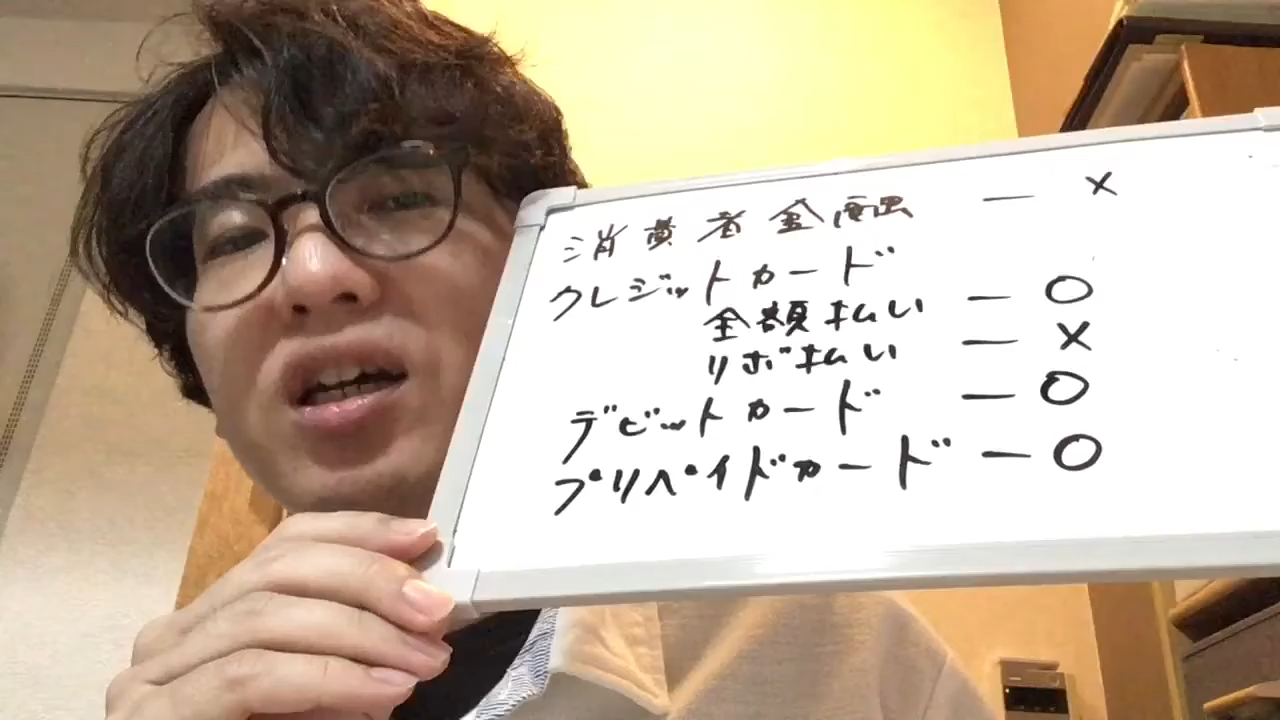 消費者金融 ー ×
クレジットカード
全額払い ー ○
リボ払い ー ×
デビットカード ー ○
プリペイドカード ー ○